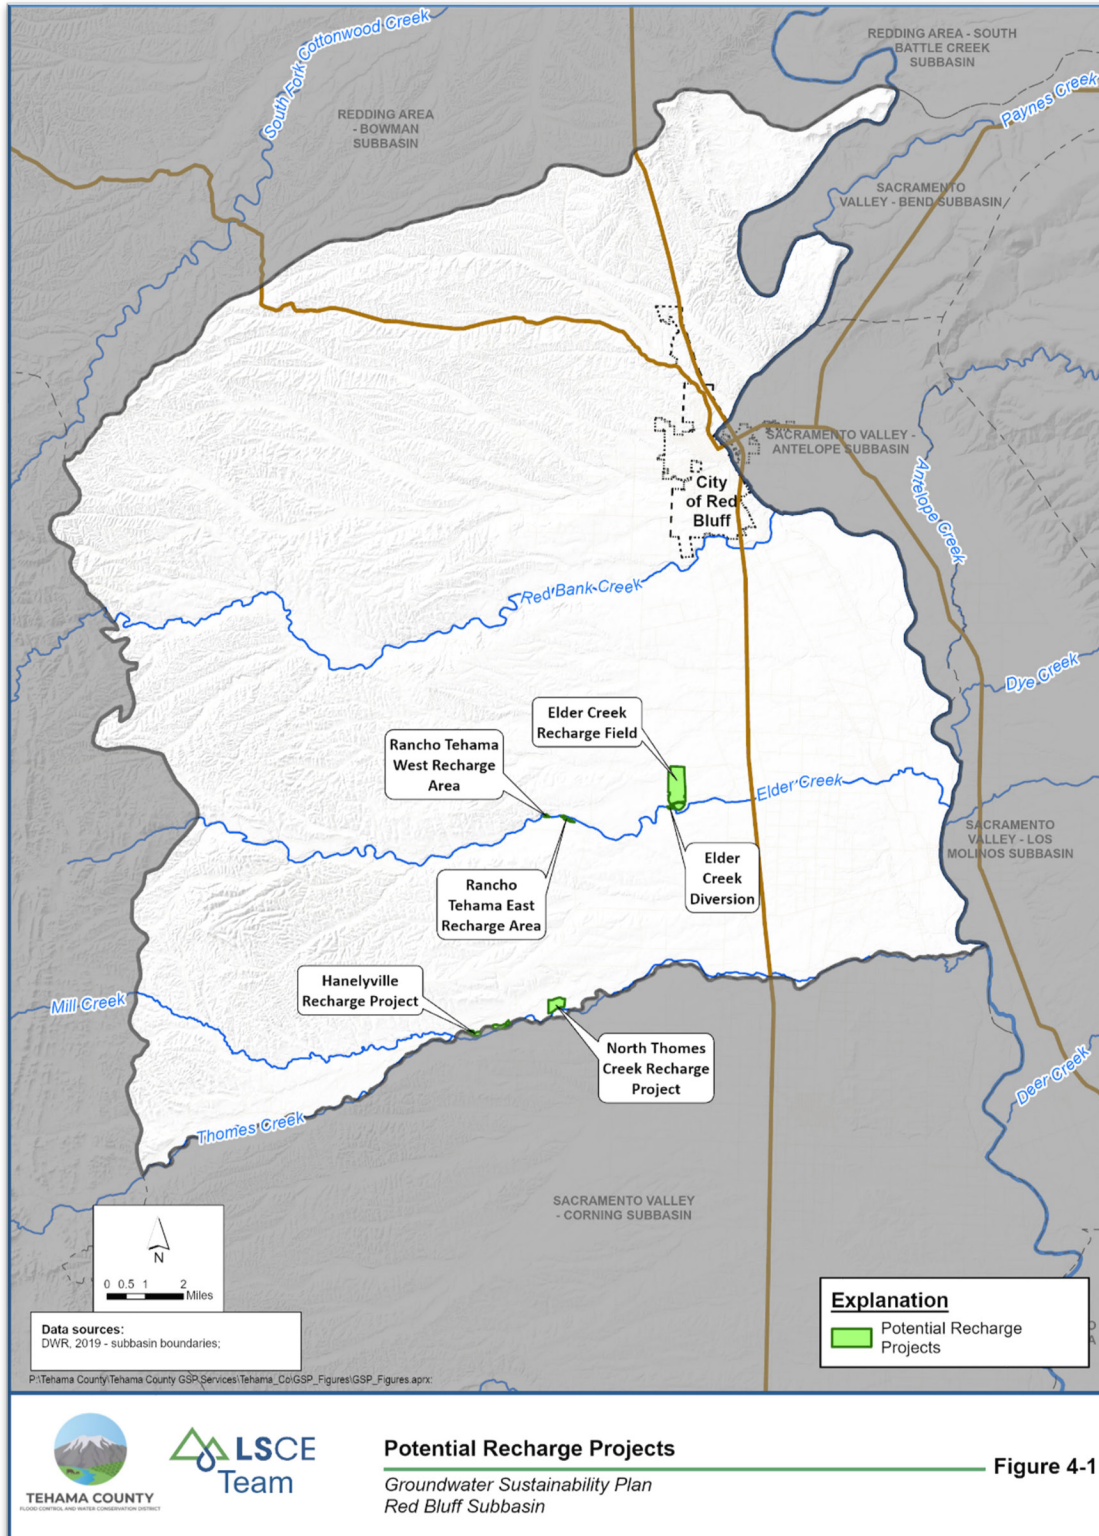 South Fork Cottonwood Creek
REDDING AREA - SOUTH
BATTLE CREEK
SUBBASIN
REDDING AREA
- BOWMAN
SUBBASIN
Paynes Creek
SACRAMENTO
VALLEY - BEND SUBBASIN
SACRAMENTO VALLEY -
ANTELOPE SUBBASIN
City
of Red
Bluff
Antelope Creek
Red Bank Creek
Dye Creek
Elder Creek
Recharge Field
Rancho Tehama
West Recharge
Area
Elder Creek
SACRAMENTO
VALLEY - LOS
MOLINOS SUBBASIN
Elder
Creek
Diversion
Rancho
Tehama East
Recharge Area
Hanelyville
Recharge Project
Mill Creek
North Thomes
Creek Recharge
Project
Deer Creek
Thomes Creek
SACRAMENTO VALLEY
- CORNING SUBBASIN
N
0 0.5 1 2
Miles
Explanation
Potential Recharge
Projects
Data sources:
DWR, 2019 - subbasin boundaries;
P:\Tehama County\Tehama County GSP\Services\Tehama_Co\GSP_Figures\GSP_Figures.aprx:
TEHAMA COUNTY
FLOOD CONTROL AND WATER CONSERVATION DISTRICT
LSCE
Team
Potential Recharge Projects
Groundwater Sustainability Plan
Red Bluff Subbasin
Figure 4-1